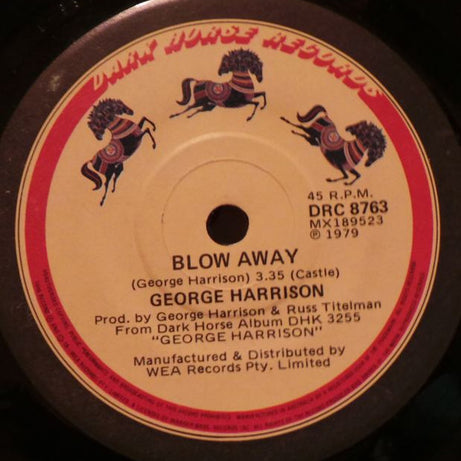 DARK HORSE RECORDS
45 R.P.M.
DRC 8763
MX189523
℗ 1979
BLOW AWAY
(George Harrison) 3.35 (Castle)
GEORGE HARRISON
Prod. by George Harrison & Russ Titelman
From Dark Horse Album DHK 3255
"GEORGE HARRISON"
Manufactured & Distributed by
WEA Records Pty. Limited